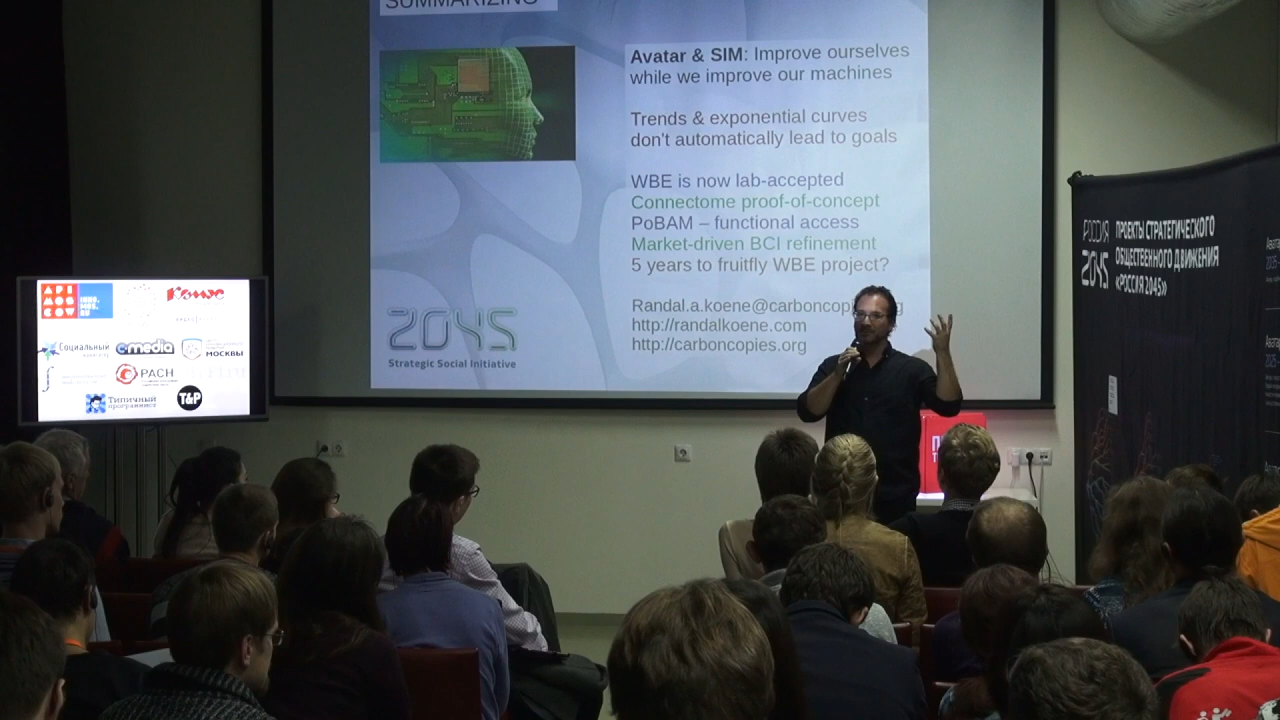 SUMMARIZING
Avatar & SIM: Improve ourselves
while we improve our machines
Trends & exponential curves
don't automatically lead to goals
WBE is now lab-accepted
Connectome proof-of-concept
PoBAM – functional access
Market-driven BCI refinement
5 years to fruitfly WBE project?
Randal.a.koene@carboncopi
http://randalkoene.com
http://carboncopies.org
2045
Strategic Social Initiative
Комус
Социальный
c-media
МОСКВЫ
РАСН
Типичный
программист
T&P
РОССИЯ
2045
ПРОЕКТЫ СТРАТЕГИЧЕСКОГО
ОБЩЕСТВЕННОГО ДВИЖЕНИЯ
«РОССИЯ 2045»